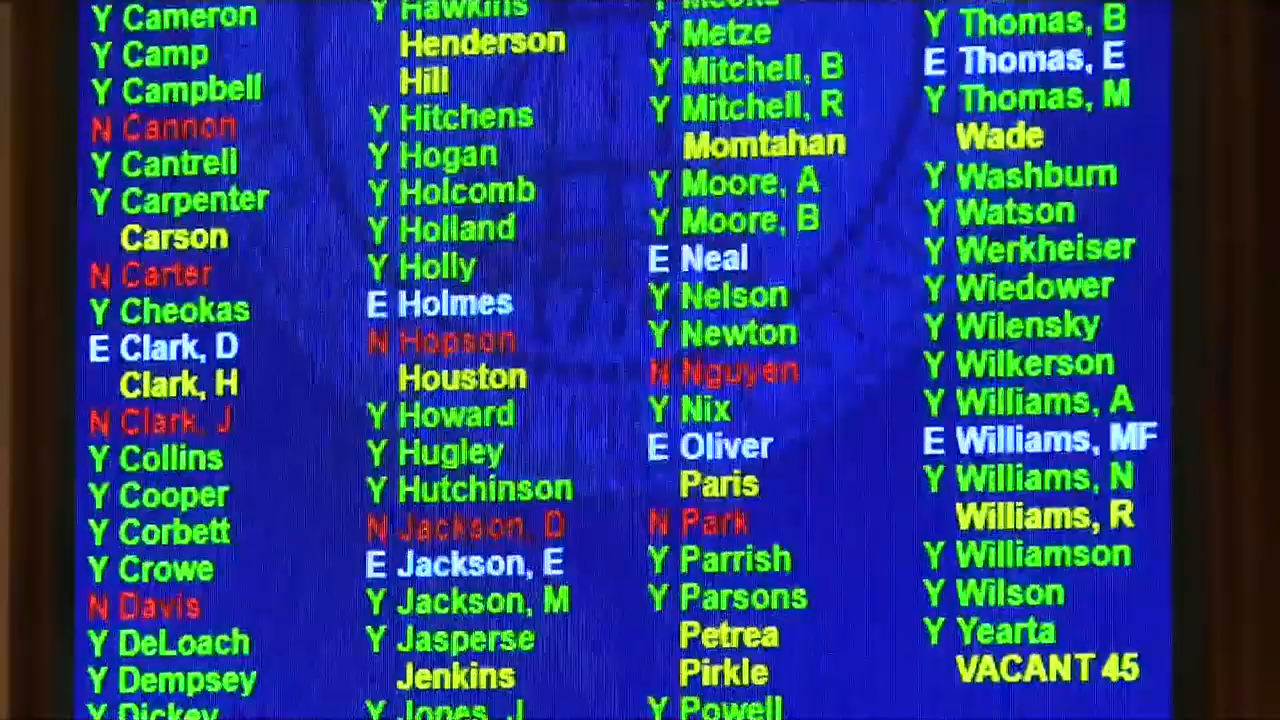 Y Cameron
Y Camp
Y Campbell
N Cannon
Y Cantrell
Y Carpenter
Carson
N Carter
Y Cheokas
E Clark, D
Clark, H
N Clark, J
Y Collins
Y Cooper
Y Corbett
Y Crowe
N Davis
Y DeLoach
Y Dempsey
Y Dickey
Y Hawkins
Henderson
Hill
Y Hitchens
Y Hogan
Y Holcomb
Y Holland
Y Holly
E Holmes
N Hopson
Houston
Y Howard
Y Hugley
Y Hutchinson
N Jackson, D
E Jackson, E
Y Jackson, M
Y Jasperse
Jenkins
Y Jones, J
Y Meeks
Y Metze
Y Mitchell, B
Y Mitchell, R
Momtahan
Y Moore, A
Y Moore, B
E Neal
Y Nelson
Y Newton
N Nguyen
Y Nix
E Oliver
Paris
N Park
Y Parrish
Y Parsons
Petrea
Pirkle
Y Powell
Y Thomas, B
E Thomas, E
Y Thomas, M
Wade
Y Washburn
Y Watson
Y Werkheiser
Y Wiedower
Y Wilensky
Y Wilkerson
Y Williams, A
E Williams, MF
Y Williams, N
Williams, R
Y Williamson
Y Wilson
Y Yearta
VACANT 45